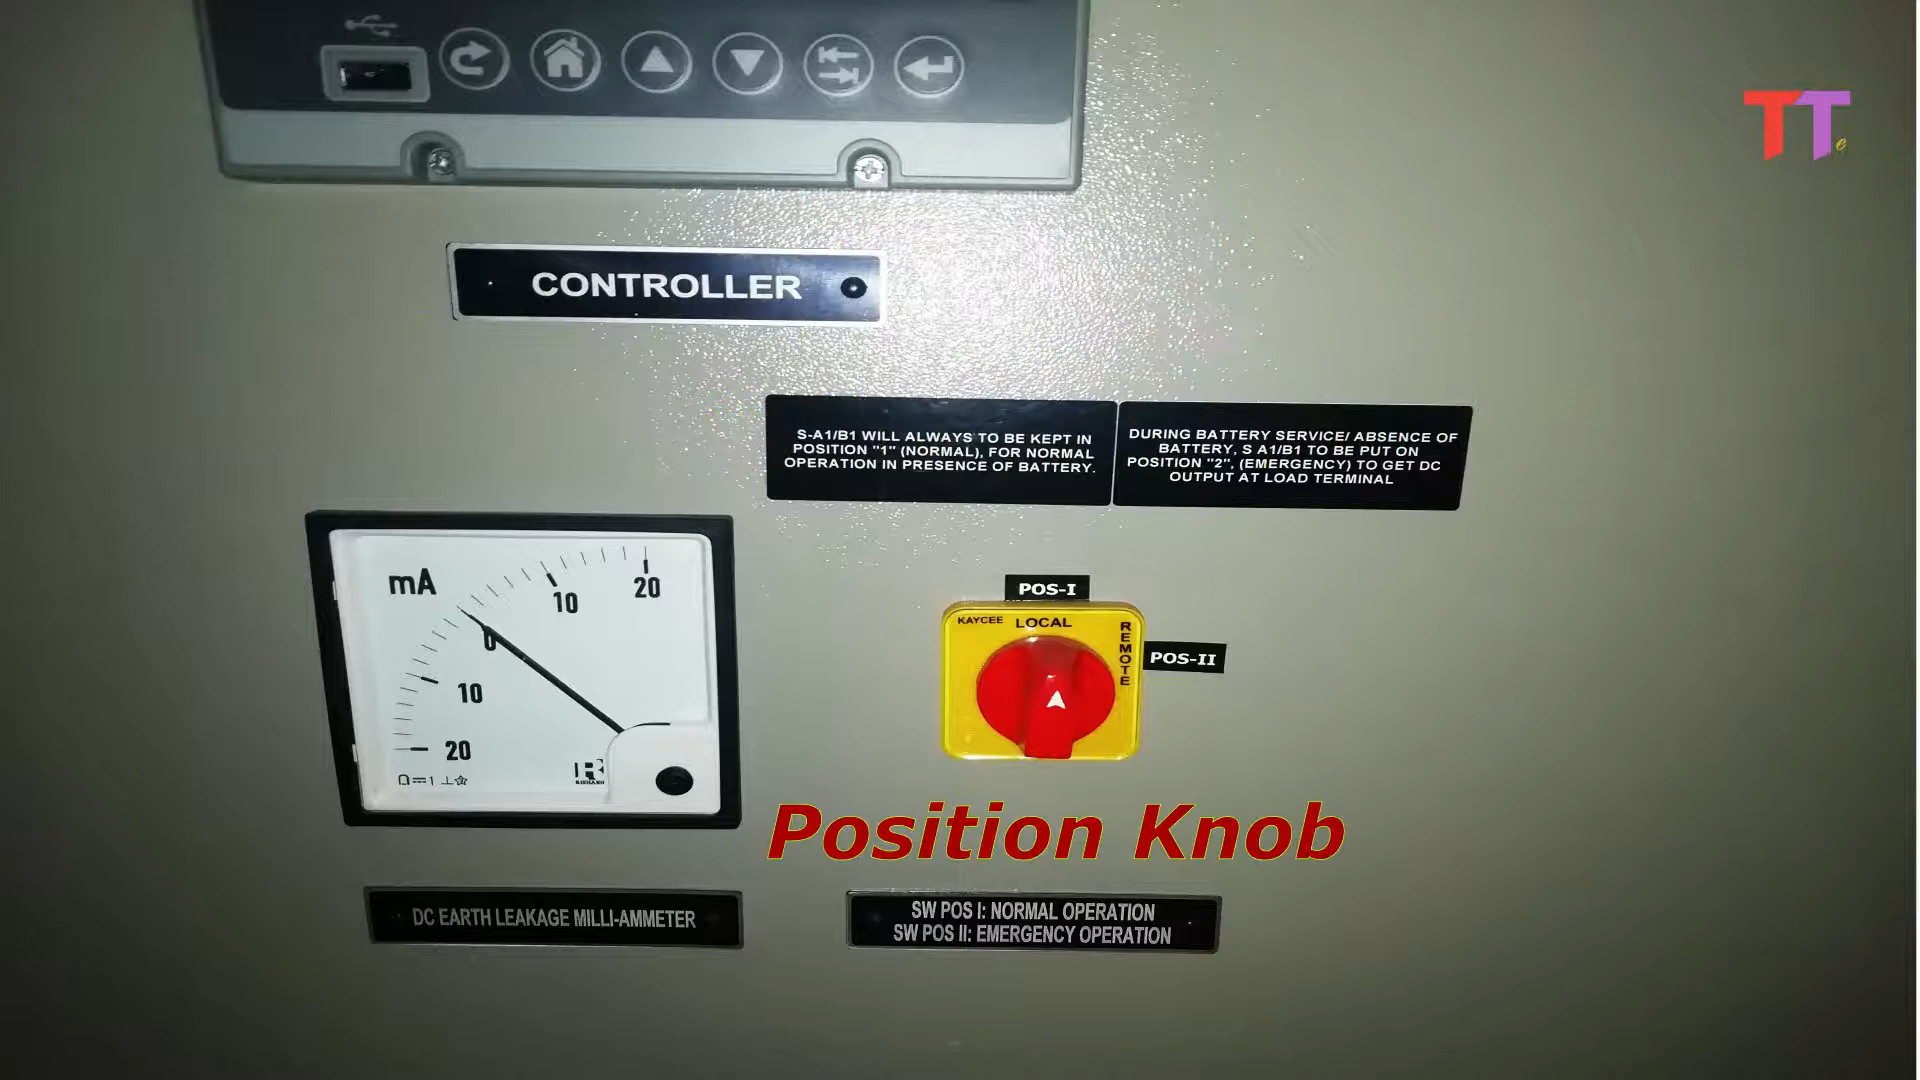 TTe
CONTROLLER
S-A1/B1 WILL ALWAYS TO BE KEPT IN
POSITION "1" (NORMAL), FOR NORMAL
OPERATION IN PRESENCE OF BATTERY.
DURING BATTERY SERVICE/ ABSENCE OF
BATTERY, S A1/B1 TO BE PUT ON
POSITION "2", (EMERGENCY) TO GET DC
OUTPUT AT LOAD TERMINAL
mA
20
10
0
10
20
1
POS-I
KAYCEE
LOCAL
REMOTE
POS-II
Position Knob
DC EARTH LEAKAGE MILLI-AMMETER
SW POS I: NORMAL OPERATION
SW POS II: EMERGENCY OPERATION